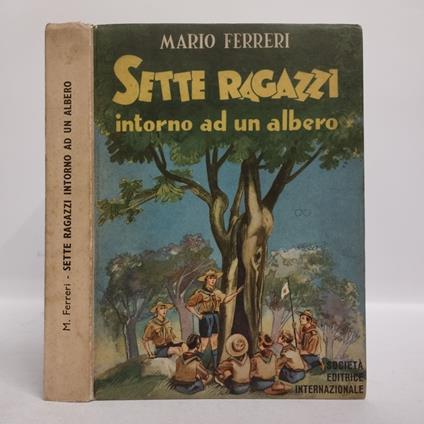 M. Ferreri - SETTE RAGAZZI INTORNO AD UN ALBERO
MARIO FERRERI
SETTE RAGAZZI
intorno ad un albero
SOCIETÀ
EDITRICE
INTERNAZIONALE